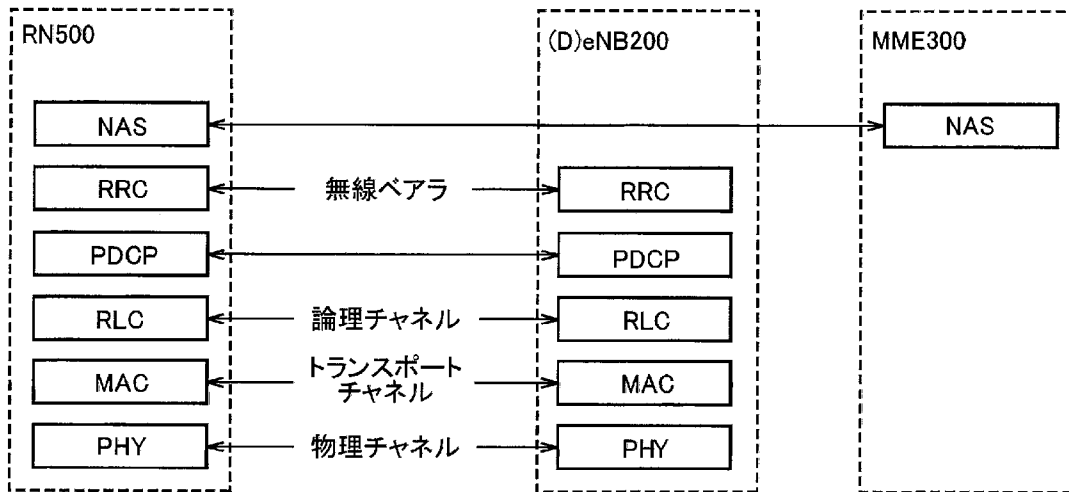 RN500
(D)eNB200
MME300
NAS
NAS
RRC
無線ベアラ
RRC
PDCP
PDCP
RLC
論理チャネル
RLC
MAC
トランスポート
チャネル
MAC
PHY
物理チャネル
PHY